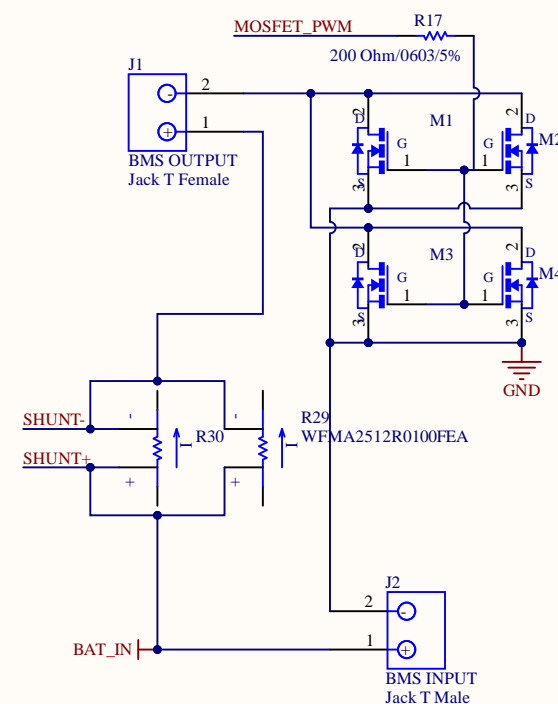 MOSFET_PWM
R17
200 Ohm/0603/5%
J1
2
1
BMS OUTPUT
Jack T Female
2
D
G
M1
1
S
3
2
D
G
M2
1
S
3
2
D
G
M3
1
S
3
2
D
G
M4
1
S
3
GND
SHUNT-
SHUNT+
-
+
I
R30
-
+
I
R29
WFMA2512R0100FEA
J2
2
1
BAT_IN
BMS INPUT
Jack T Male